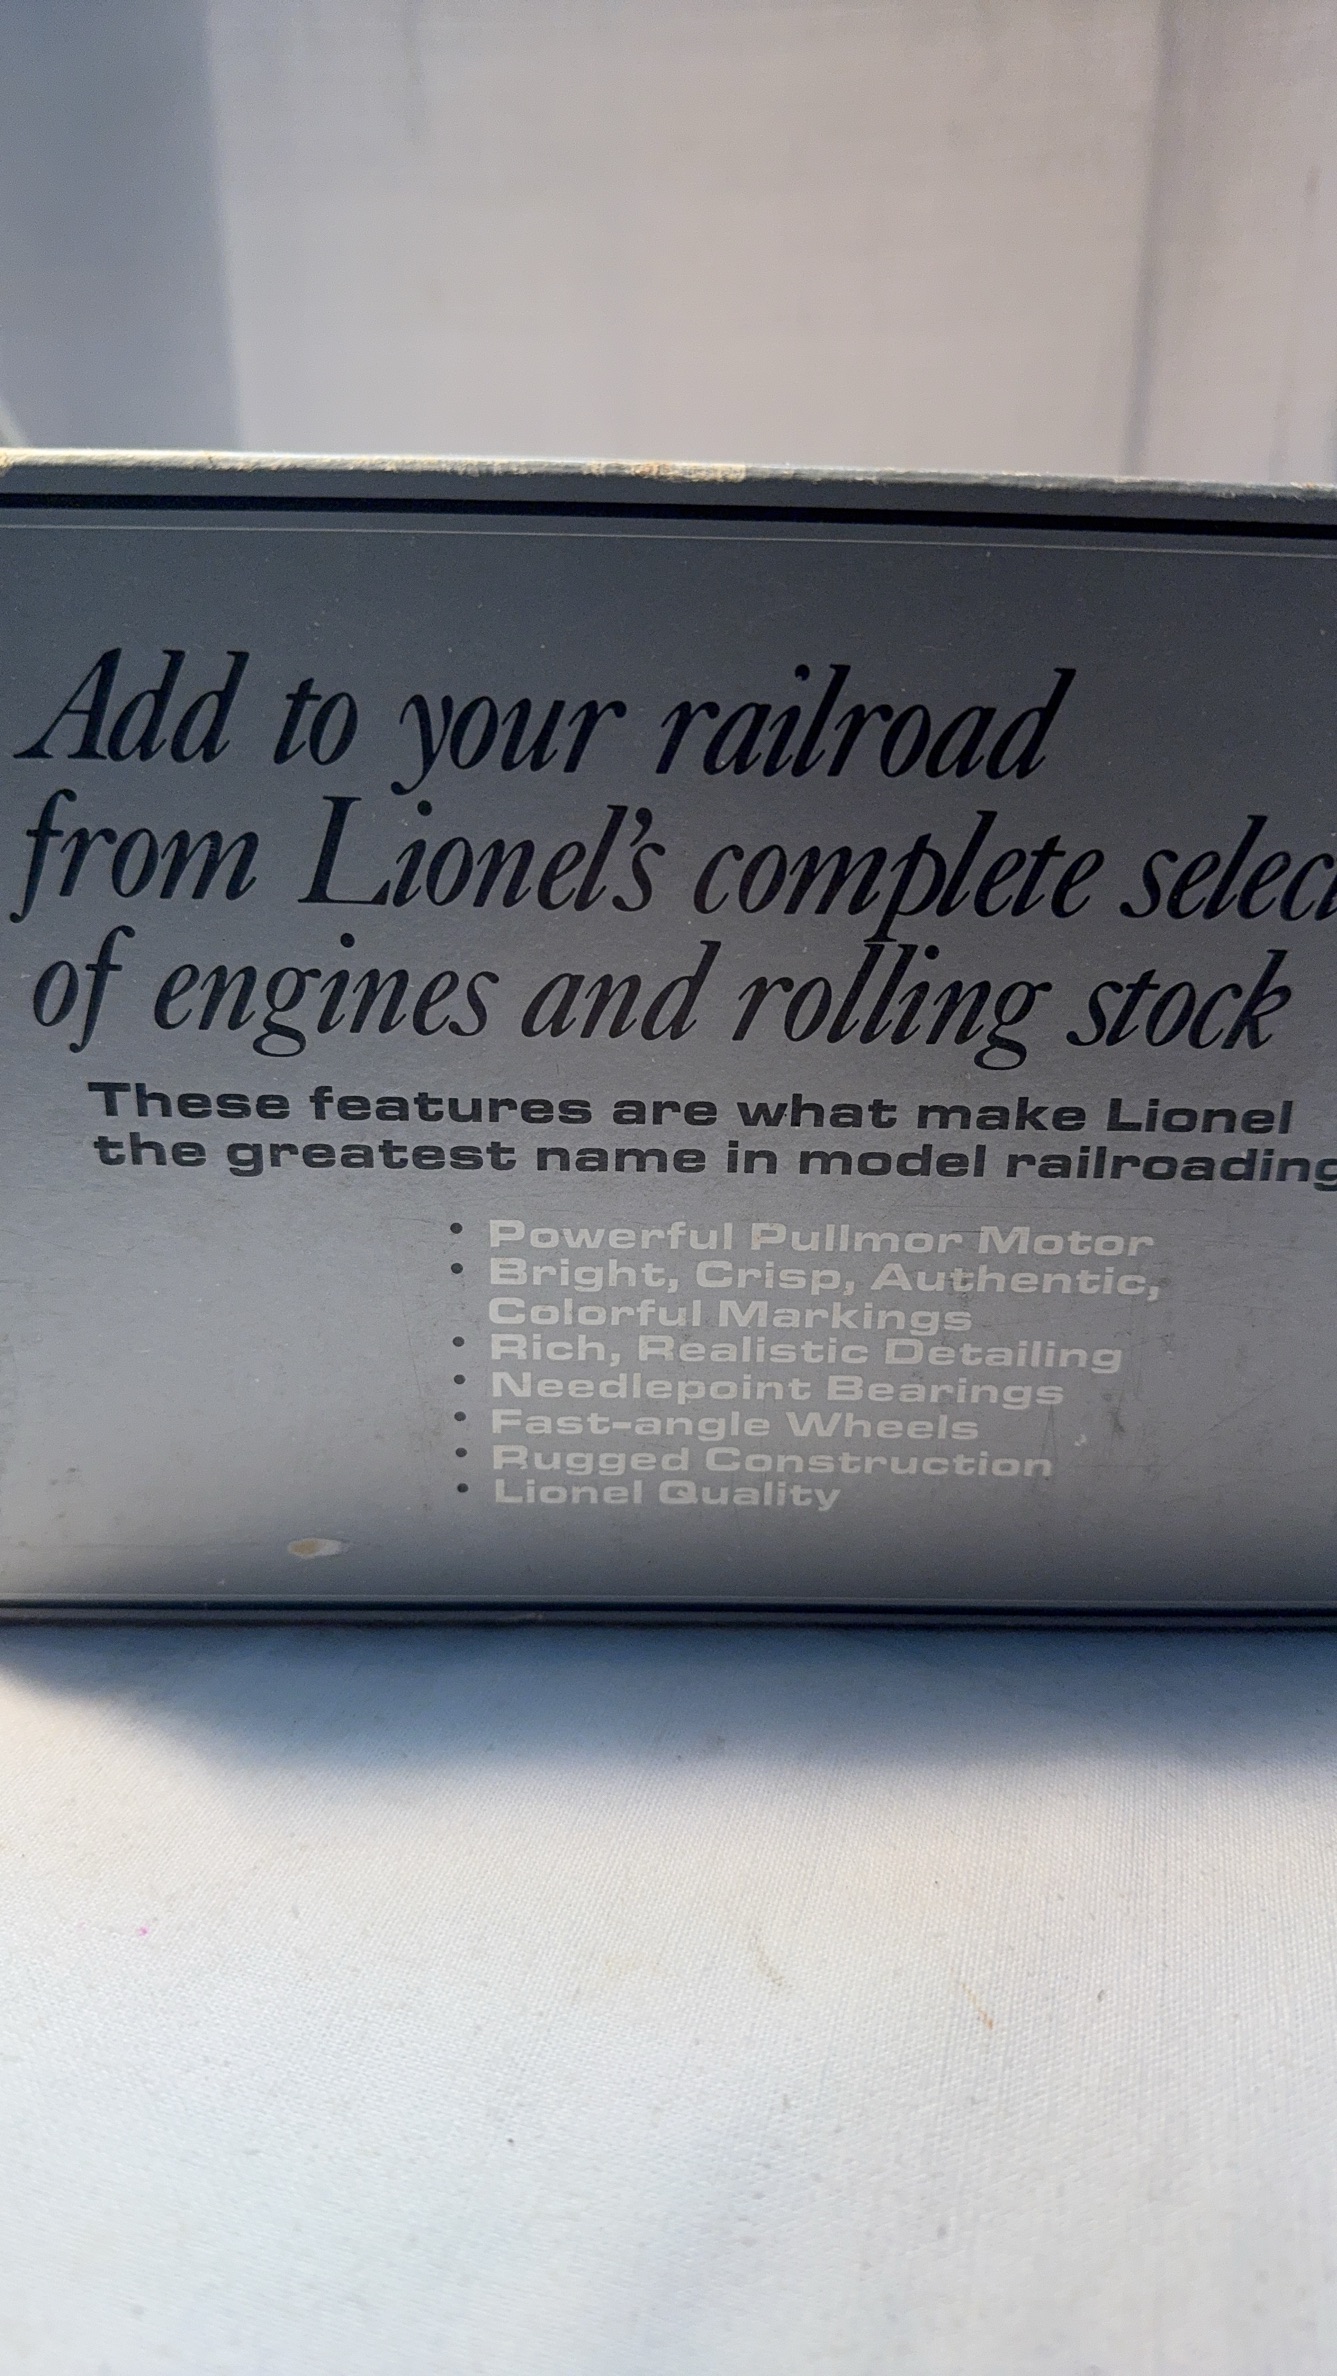 Add to your railroad
from Lionel's complete
of engines and rolling stock
These features are what make Lionel
the greatest name in model railroading
• Powerful Pullmor Motor
• Bright, Crisp, Authentic,
Colorful Markings
• Rich, Realistic Detailing
• Needlepoint Bearings
• Fast-angle Wheels
• Rugged Construction
• Lionel Quality